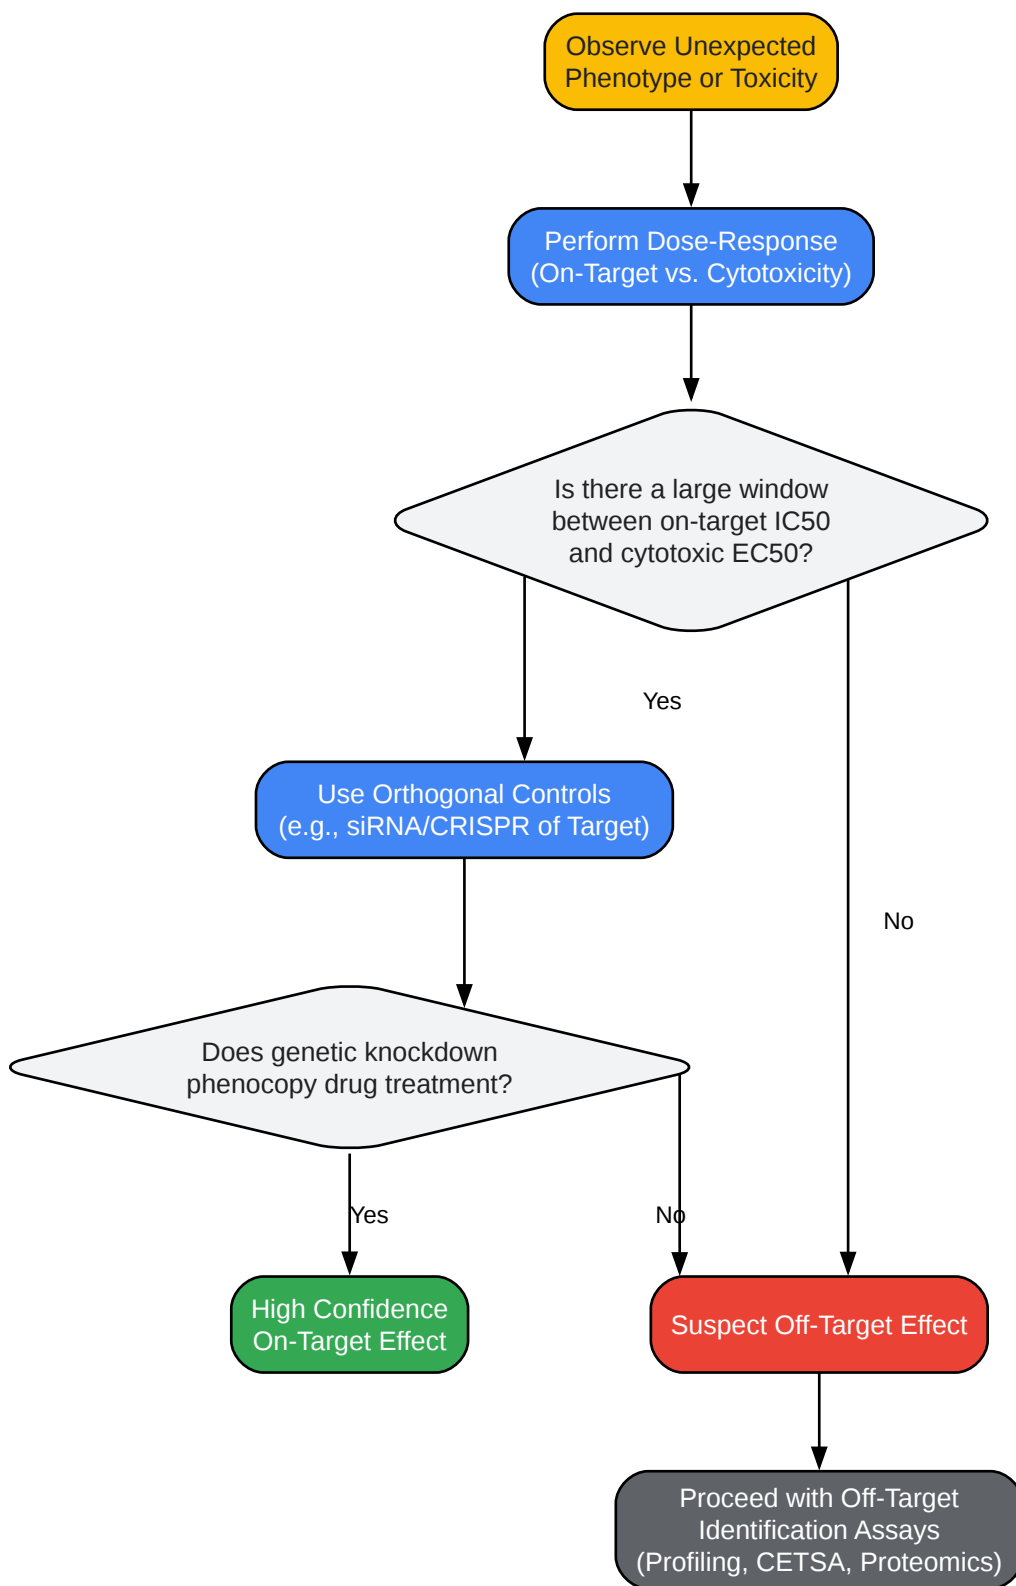 Observe Unexpected
Phenotype or Toxicity
Perform Dose-Response
(On-Target vs. Cytotoxicity)
Is there a large window
between on-target IC50
and cytotoxic EC50?
Yes
Use Orthogonal Controls
(e.g., siRNA/CRISPR of Target)
No
Does genetic knockdown
phenocopy drug treatment?
Yes
No
High Confidence
On-Target Effect
Suspect Off-Target Effect
Proceed with Off-Target
Identification Assays
(Profiling, CETSA, Proteomics)